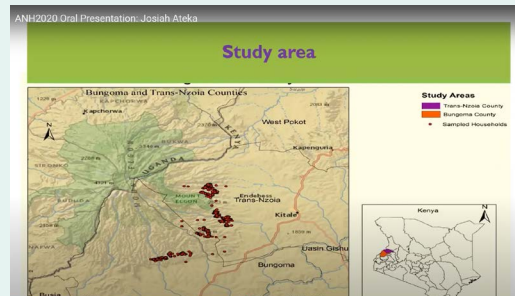 ANH2020 Oral Presentation: Josiah Ateka
Study area
Bungoma and Trans-Nzoia Counties
Kapchorwa
West Pokot
Kapenguria
KENYA
UGANDA
MOUNT
ELGON
Endebess
Trans-Nzoia
Kitale
Uasin Gishu
Bungoma
Busia
N
Study Areas
Trans-Nzoia County
Bungoma County
Sampled Households
Kenya
N